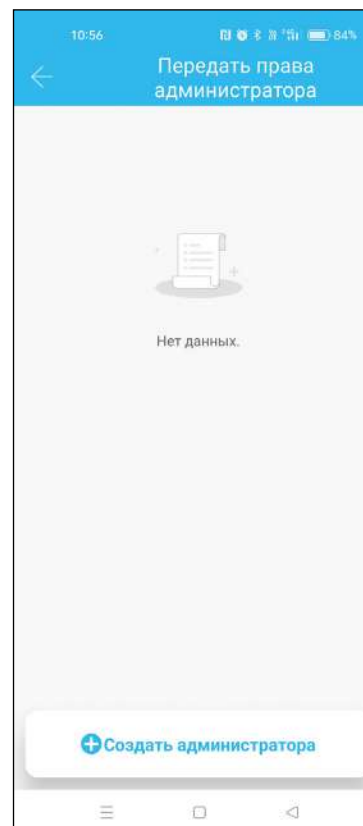 10:56
84%
Передать права
администратора
Нет данных.
Создать администратора